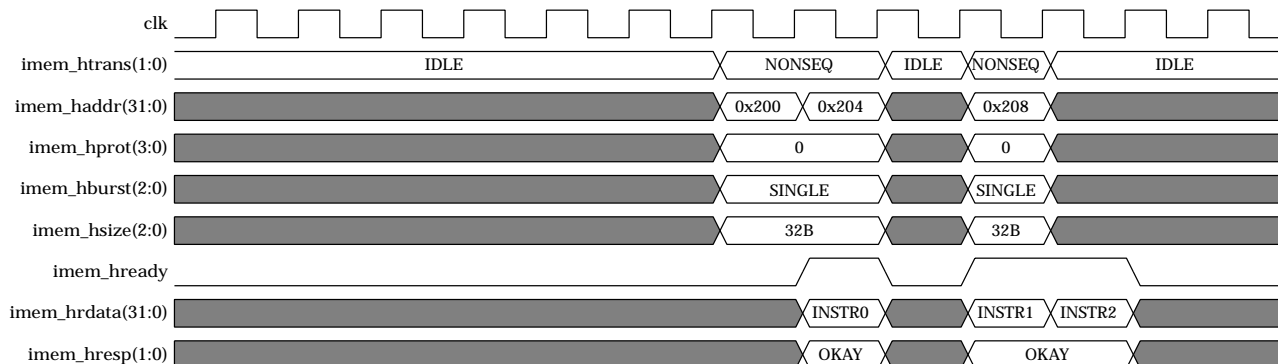 clk
imem_htrans(1:0) IDLE NONSEQ IDLE NONSEQ IDLE
imem_haddr(31:0) 0x200 0x204 0x208
imem_hprot(3:0) 0 0
imem_hburst(2:0) SINGLE SINGLE
imem_hsize(2:0) 32B 32B
imem_hready
imem_hrdata(31:0) INSTR0 INSTR1 INSTR2
imem_hresp(1:0) OKAY OKAY